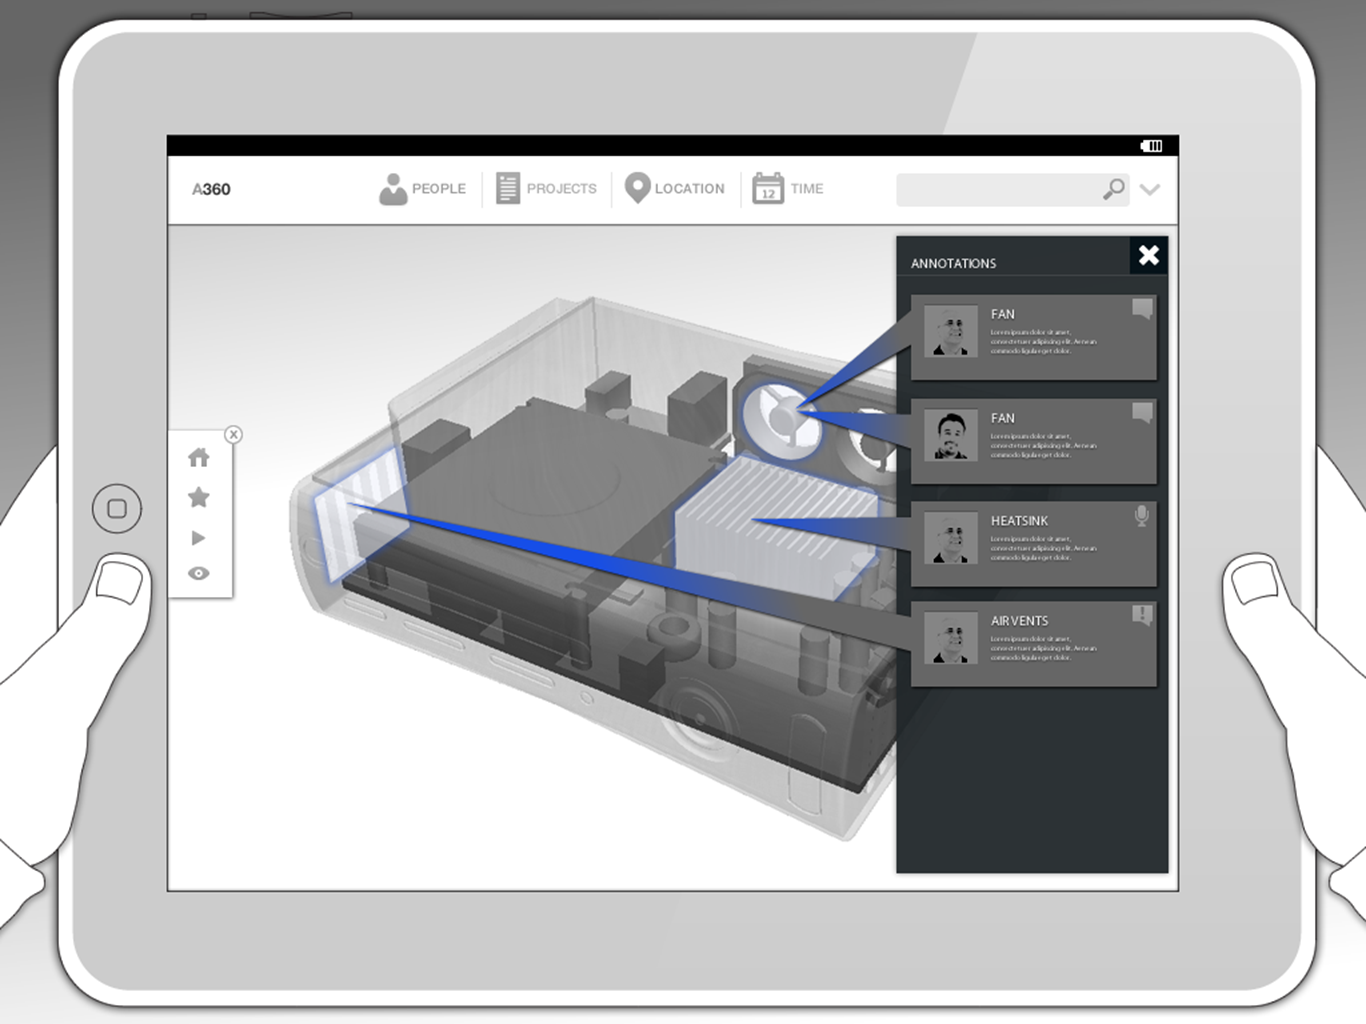 A360
PEOPLE
PROJECTS
LOCATION
12
TIME
ANNOTATIONS
FAN
Lorem ipsum dolor sit amet,
consectetuer adipiscing elit. Aenean
commodo ligula eget dolor.
FAN
Lorem ipsum dolor sit amet,
consectetuer adipiscing elit. Aenean
commodo ligula eget dolor.
HEATSINK
Lorem ipsum dolor sit amet,
consectetuer adipiscing elit. Aenean
commodo ligula eget dolor.
AIR VENTS
Lorem ipsum dolor sit amet,
consectetuer adipiscing elit. Aenean
commodo ligula eget dolor.